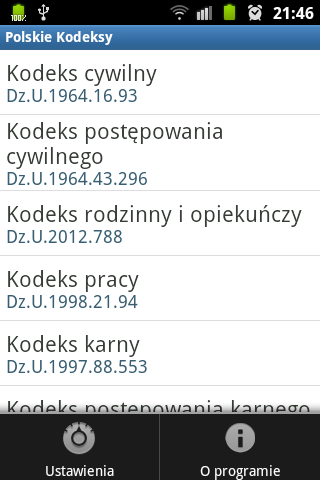 100%
21:46
Polskie Kodeksy
Kodeks cywilny
Dz.U.1964.16.93
Kodeks postępowania
cywilnego
Dz.U.1964.43.296
Kodeks rodzinny i opiekuńczy
Dz.U.2012.788
Kodeks pracy
Dz.U.1998.21.94
Kodeks karny
Dz.U.1997.88.553
Kodeks postępowania karnego
Ustawienia
O programie